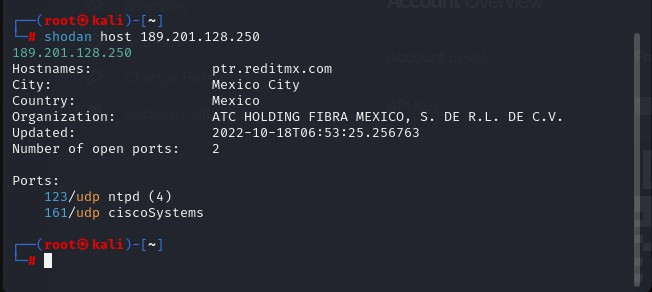 Account Overview
┌──(root㉿kali)-[~]
└─# shodan host 189.201.128.250
189.201.128.250
Hostnames: ptr.reditmx.com
City: Mexico City
Country: Mexico
Organization: ATC HOLDING FIBRA MEXICO, S. DE R.L. DE C.V.
Updated: 2022-10-18T06:53:25.256763
Number of open ports: 2
Ports:
123/udp ntpd (4)
161/udp ciscoSystems
┌──(root㉿kali)-[~]
└─#